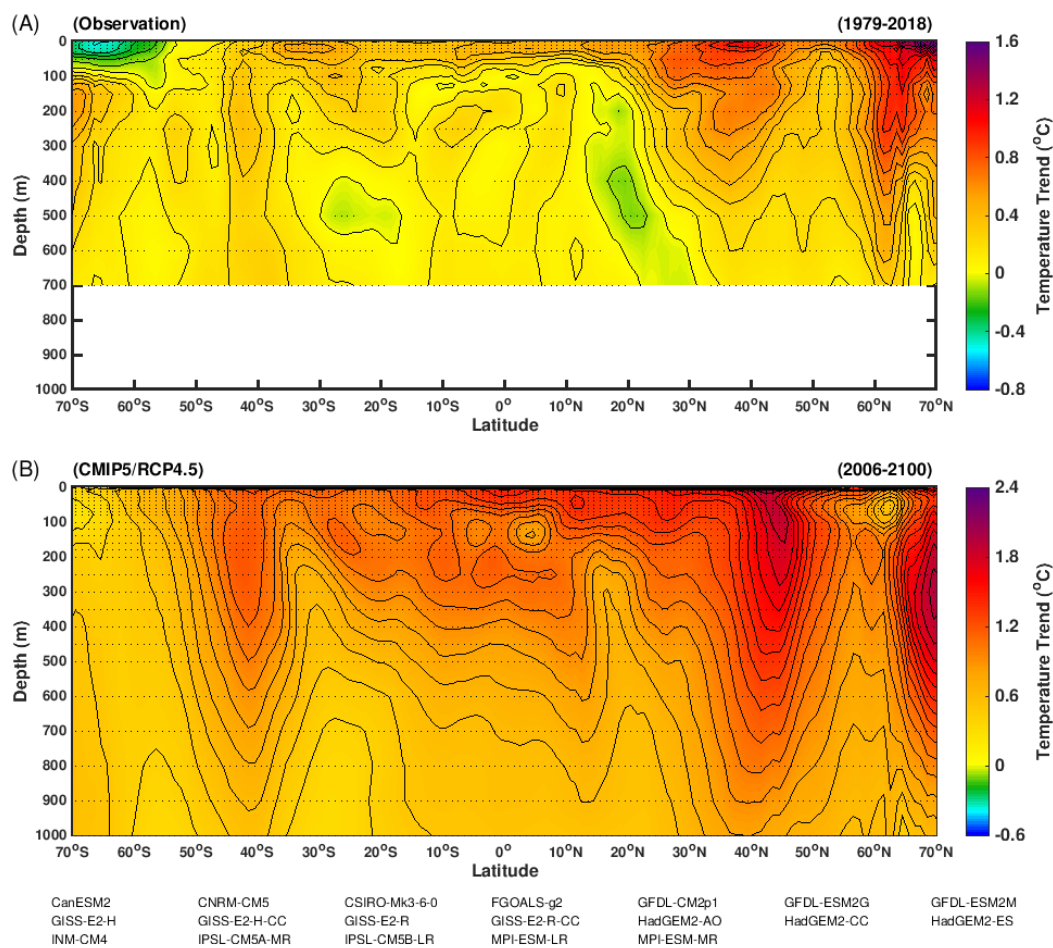 (A) (Observation) (1979-2018)
0
100
200
300
400
500
600
700
800
900
1000
Depth (m)
70°S 60°S 50°S 40°S 30°S 20°S 10°S 0° 10°N 20°N 30°N 40°N 50°N 60°N 70°N
Latitude
1.6
1.2
0.8
0.4
0
-0.4
-0.8
Temperature Trend (°C)
(B) (CMIP5/RCP4.5) (2006-2100)
0
100
200
300
400
500
600
700
800
900
1000
Depth (m)
70°S 60°S 50°S 40°S 30°S 20°S 10°S 0° 10°N 20°N 30°N 40°N 50°N 60°N 70°N
Latitude
2.4
1.8
1.2
0.6
0
-0.6
Temperature Trend (°C)
CanESM2 CNRM-CM5 CSIRO-Mk3-6-0 FGOALS-g2 GFDL-CM2p1 GFDL-ESM2G GFDL-ESM2M
GISS-E2-H GISS-E2-H-CC GISS-E2-R GISS-E2-R-CC HadGEM2-AO HadGEM2-CC HadGEM2-ES
INM-CM4 IPSL-CM5A-MR IPSL-CM5B-LR MPI-ESM-LR MPI-ESM-MR